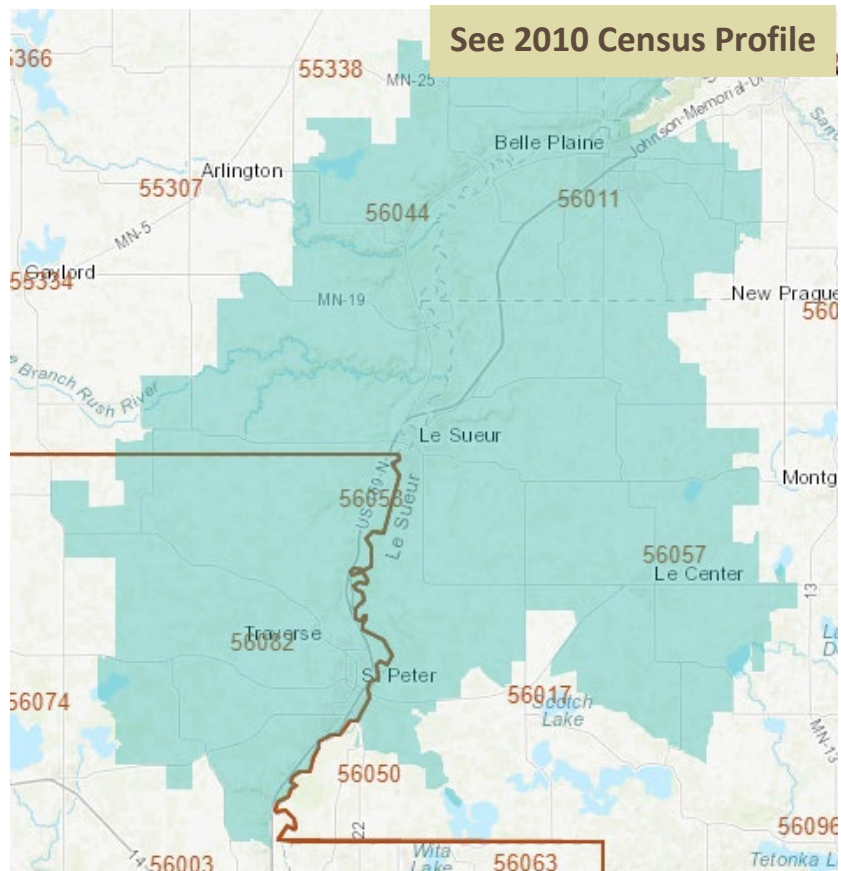 See 2010 Census Profile
55338
MN-25
Johnson-Memorial-D
Belle Plaine
Arlington
55307
56044
56011
MN-5
Gaylord
55334
MN-19
New Prague
Branch Rush River
Le Sueur
Montg
56058
US-169-N
Le Sueur
56057
Le Center
13
Traverse
56082
St Peter
56074
56017
Scotch
Lake
MN-13
56050
22
56096
14
56003
Wita
Lake
56063
Tetonka L